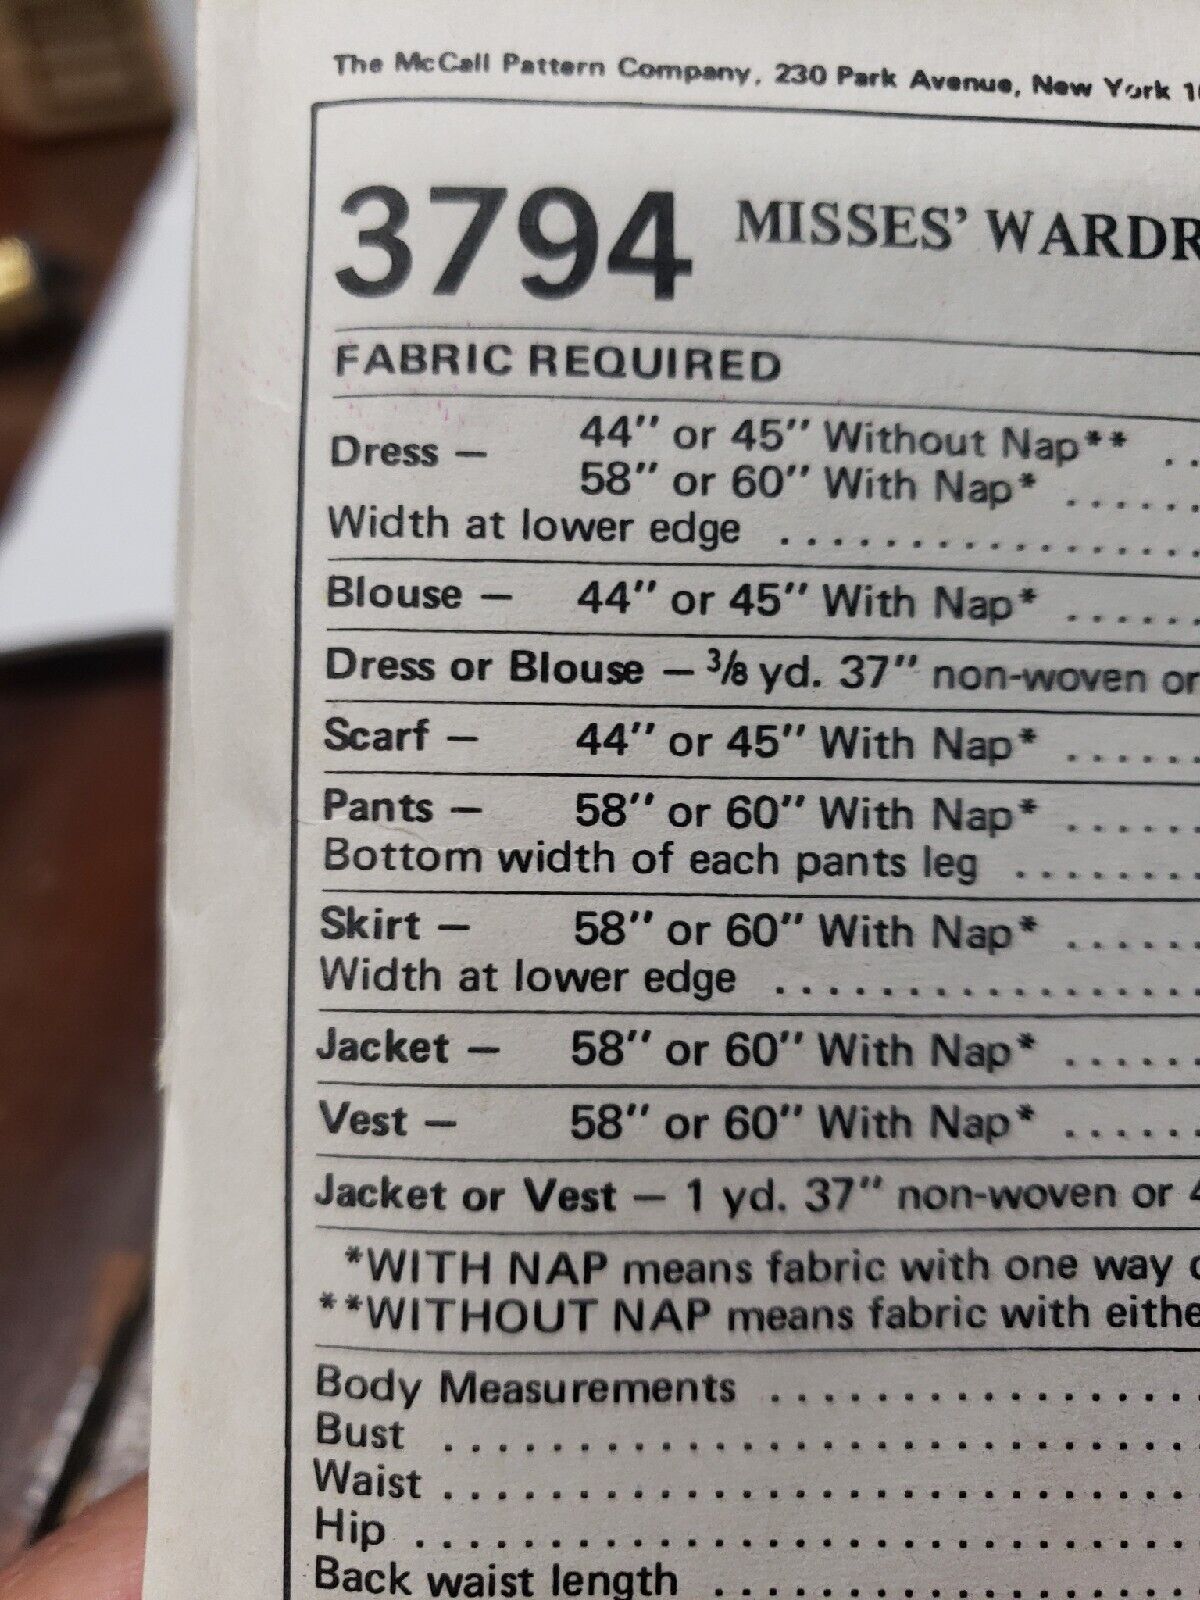 The McCall Pattern Company, 230 Park Avenue, New York
3794 MISSES' WARDR
FABRIC REQUIRED
Dress — 44" or 45" Without Nap** . .
58" or 60" With Nap* . . . . . .
Width at lower edge . . . . . . . . . . . . . . . .
Blouse — 44" or 45" With Nap* . . . . . .
Dress or Blouse — 3/8 yd. 37" non-woven or
Scarf — 44" or 45" With Nap* . . . . . .
Pants — 58" or 60" With Nap* . . . . . .
Bottom width of each pants leg . . . . . . . .
Skirt — 58" or 60" With Nap* . . . . . .
Width at lower edge . . . . . . . . . . . . . . . .
Jacket — 58" or 60" With Nap* . . . . . .
Vest — 58" or 60" With Nap* . . . . . .
Jacket or Vest — 1 yd. 37" non-woven or
*WITH NAP means fabric with one way
**WITHOUT NAP means fabric with eithe
Body Measurements . . . . . . . . . . . . . . . .
Bust . . . . . . . . . . . . . . . . . . . . . . . . . . . .
Waist . . . . . . . . . . . . . . . . . . . . . . . . . . . .
Hip . . . . . . . . . . . . . . . . . . . . . . . . . . . . .
Back waist length . . . . . . . . . . . . . . . . . .